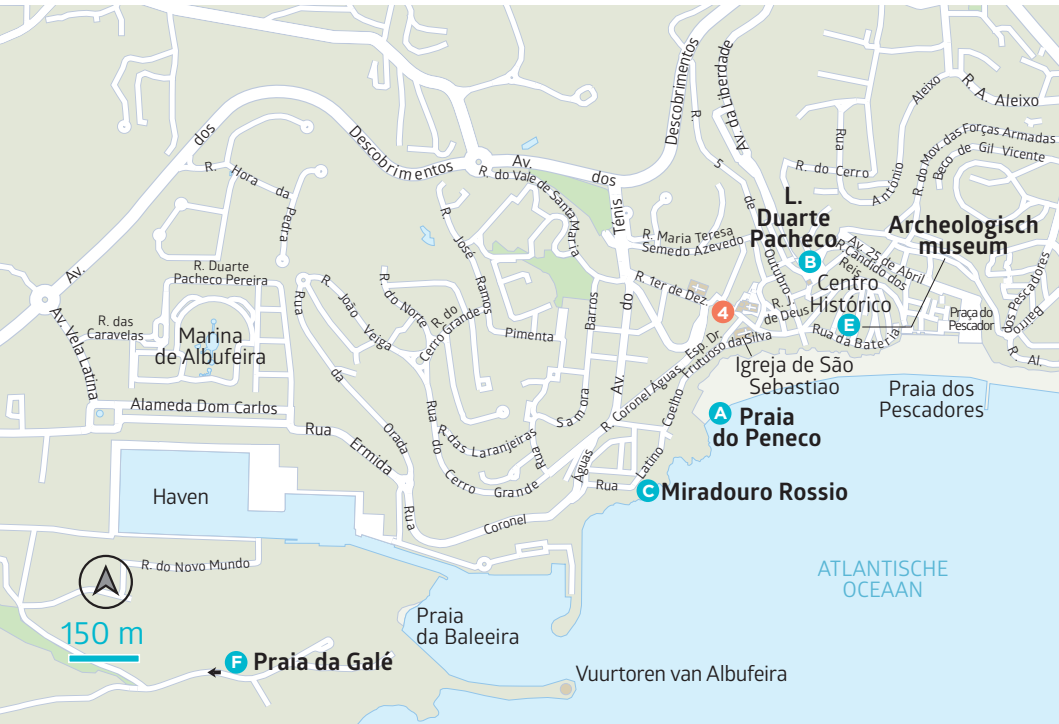 Av. dos Descobrimentos
Av. dos Descobrimentos
Av. da Liberdade
R. 5 de Outubro
Aleixo
António
R. A. Aleixo
Rua
R. do Cerro
R. do Mov. das Forças Armadas
Beco de Gil Vicente
R. Hora da Pedra
R. do Vale de Santa Maria
R. José Ramos
Pimenta
Av. do Ténis
R. Maria Teresa
Semedo Azevedo
L.
Duarte
Pacheco
B
Archeologisch
museum
Av. 25 de Abril
R. Candido dos
Reis
Centro
Histórico
E
R. 1er de Dez.
4
R. J.
de Deus
Rua da Bateria
Praça do
Pescador
Bairro dos Pescadores
R. Al.
R. Duarte
Pacheco Pereira
R. das
Caravelas
Marina
de Albufeira
Av. Vela Latina
Alameda Dom Carlos
R. João Veiga
R. do Norte
R. do
Cerro Grande
Barros
Samora
Esp. Dr.
Frutuoso da Silva
Igreja de São
Sebastiao
Praia dos
Pescadores
A Praia
do Peneco
Rua da Orada
Rua
Ermida
Rua do Cerro Grande
R. das Laranjeiras
Rua
R. Coronel Águas
Latino Coelho
Rua
C Miradouro Rossio
Coronel Águas
Rua
Haven
R. do Novo Mundo
150 m
F Praia da Galé
Praia
da Baleeira
Vuurtoren van Albufeira
ATLANTISCHE
OCEAAN